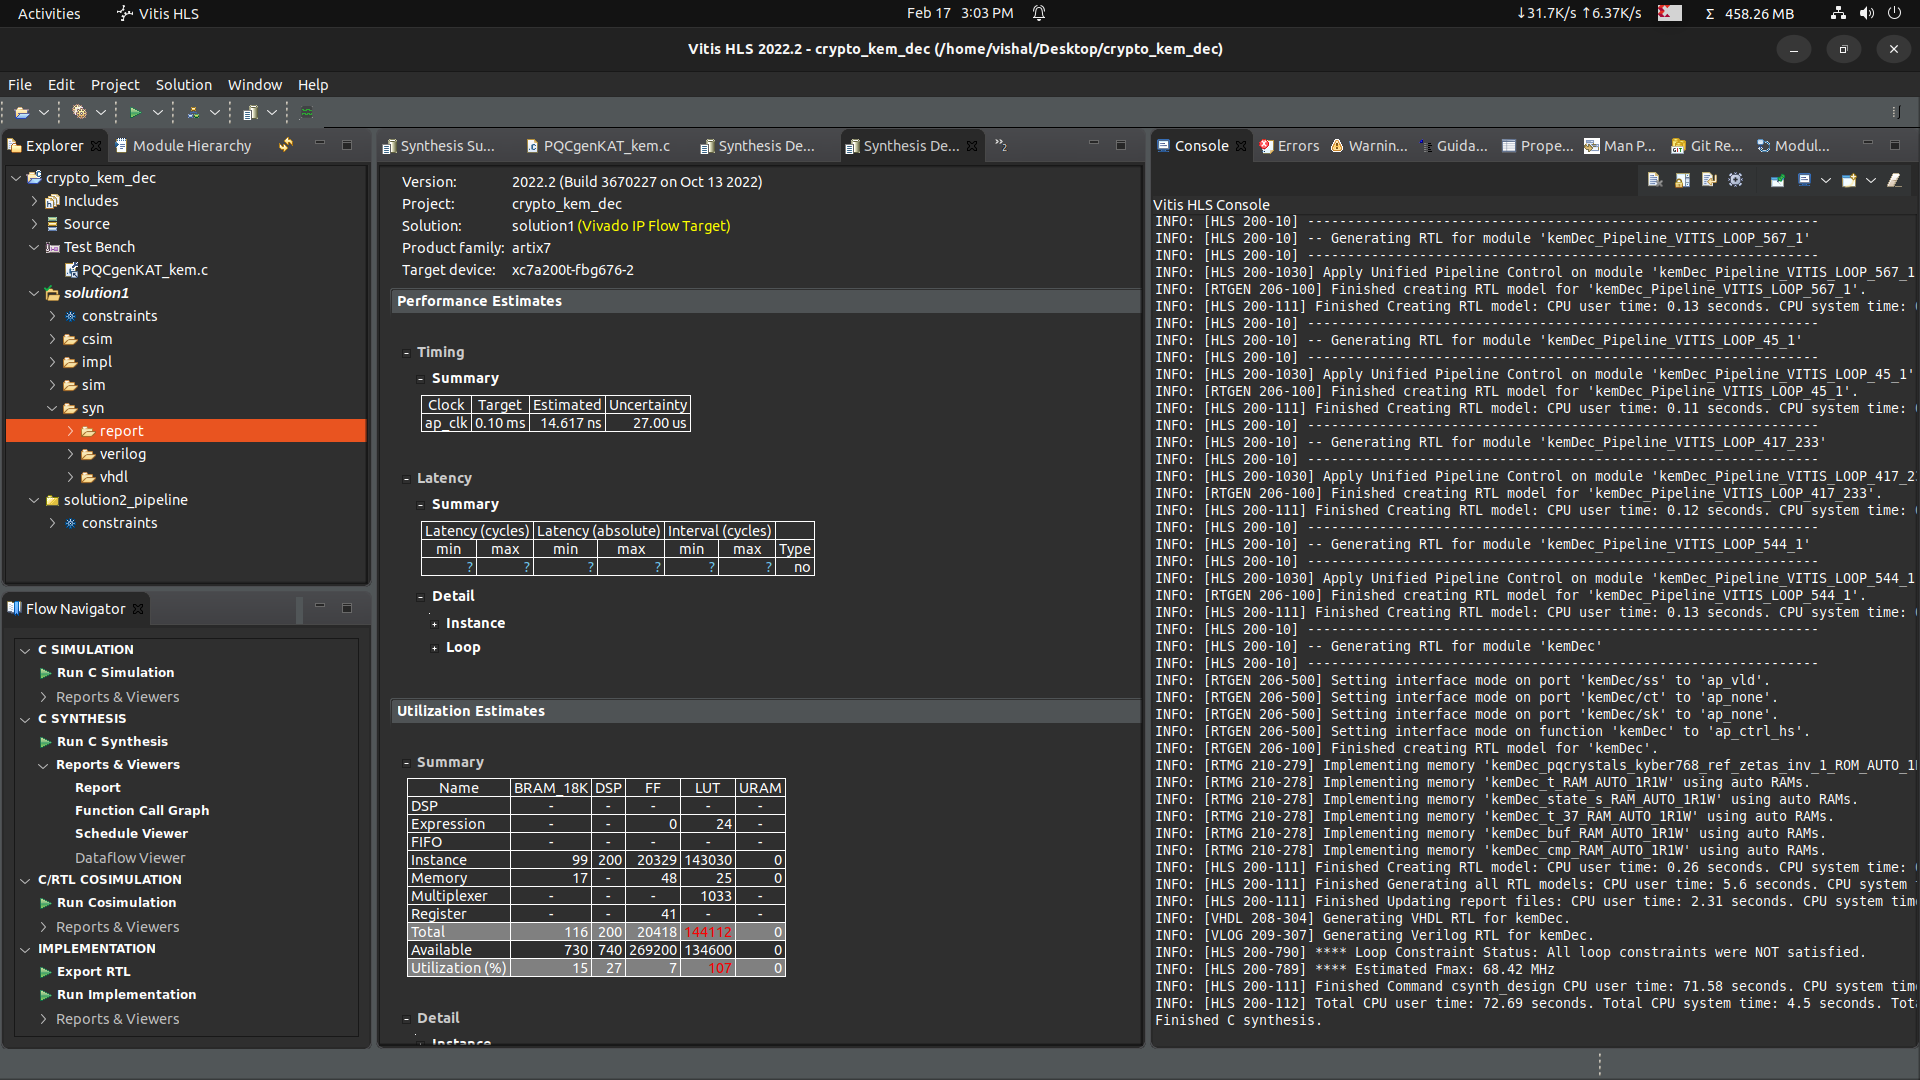 Activities Vitis HLS Feb 17 3:03 PM ↓31.7K/s ↑6.37K/s Σ 458.26 MB
Vitis HLS 2022.2 - crypto_kem_dec (/home/vishal/Desktop/crypto_kem_dec)
File Edit Project Solution Window Help
Explorer Module Hierarchy
crypto_kem_dec
Includes
Source
Test Bench
PQCgenKAT_kem.c
solution1
constraints
csim
impl
sim
syn
report
verilog
vhdl
solution2_pipeline
constraints
Flow Navigator
C SIMULATION
Run C Simulation
Reports & Viewers
C SYNTHESIS
Run C Synthesis
Reports & Viewers
Report
Function Call Graph
Schedule Viewer
Dataflow Viewer
C/RTL COSIMULATION
Run Cosimulation
Reports & Viewers
IMPLEMENTATION
Export RTL
Run Implementation
Reports & Viewers
Synthesis Su... PQCgenKAT_kem.c Synthesis De... Synthesis De... »2
Version: 2022.2 (Build 3670227 on Oct 13 2022)
Project: crypto_kem_dec
Solution: solution1 (Vivado IP Flow Target)
Product family: artix7
Target device: xc7a200t-fbg676-2
Performance Estimates
Timing
Summary
Clock Target Estimated Uncertainty
ap_clk 0.10 ms 14.617 ns 27.00 us
Latency
Summary
Latency (cycles) Latency (absolute) Interval (cycles)
min max min max min max Type
? ? ? ? ? ? no
Detail
Instance
Loop
Utilization Estimates
Summary
Name BRAM_18K DSP FF LUT URAM
DSP - - - - -
Expression - - 0 24 -
FIFO - - - - -
Instance 99 200 20329 143030 0
Memory 17 - 48 25 0
Multiplexer - - - 1033 -
Register - - 41 - -
Total 116 200 20418 144112 0
Available 730 740 269200 134600 0
Utilization (%) 15 27 7 107 0
Detail
Instance
Console Errors Warnin... Guida... Prope... Man P... Git Re... Modul...
Vitis HLS Console
INFO: [HLS 200-10] ---------------------------------------------------------------
INFO: [HLS 200-10] -- Generating RTL for module 'kemDec_Pipeline_VITIS_LOOP_567_1'
INFO: [HLS 200-10] ---------------------------------------------------------------
INFO: [HLS 200-1030] Apply Unified Pipeline Control on module 'kemDec_Pipeline_VITIS_LOOP_567_1
INFO: [RTGEN 206-100] Finished creating RTL model for 'kemDec_Pipeline_VITIS_LOOP_567_1'.
INFO: [HLS 200-111] Finished Creating RTL model: CPU user time: 0.13 seconds. CPU system time:
INFO: [HLS 200-10] ---------------------------------------------------------------
INFO: [HLS 200-10] -- Generating RTL for module 'kemDec_Pipeline_VITIS_LOOP_45_1'
INFO: [HLS 200-10] ---------------------------------------------------------------
INFO: [HLS 200-1030] Apply Unified Pipeline Control on module 'kemDec_Pipeline_VITIS_LOOP_45_1'
INFO: [RTGEN 206-100] Finished creating RTL model for 'kemDec_Pipeline_VITIS_LOOP_45_1'.
INFO: [HLS 200-111] Finished Creating RTL model: CPU user time: 0.11 seconds. CPU system time:
INFO: [HLS 200-10] ---------------------------------------------------------------
INFO: [HLS 200-10] -- Generating RTL for module 'kemDec_Pipeline_VITIS_LOOP_417_233'
INFO: [HLS 200-10] ---------------------------------------------------------------
INFO: [HLS 200-1030] Apply Unified Pipeline Control on module 'kemDec_Pipeline_VITIS_LOOP_417_23
INFO: [RTGEN 206-100] Finished creating RTL model for 'kemDec_Pipeline_VITIS_LOOP_417_233'.
INFO: [HLS 200-111] Finished Creating RTL model: CPU user time: 0.12 seconds. CPU system time:
INFO: [HLS 200-10] ---------------------------------------------------------------
INFO: [HLS 200-10] -- Generating RTL for module 'kemDec_Pipeline_VITIS_LOOP_544_1'
INFO: [HLS 200-10] ---------------------------------------------------------------
INFO: [HLS 200-1030] Apply Unified Pipeline Control on module 'kemDec_Pipeline_VITIS_LOOP_544_1
INFO: [RTGEN 206-100] Finished creating RTL model for 'kemDec_Pipeline_VITIS_LOOP_544_1'.
INFO: [HLS 200-111] Finished Creating RTL model: CPU user time: 0.13 seconds. CPU system time:
INFO: [HLS 200-10] ---------------------------------------------------------------
INFO: [HLS 200-10] -- Generating RTL for module 'kemDec'
INFO: [HLS 200-10] ---------------------------------------------------------------
INFO: [RTGEN 206-500] Setting interface mode on port 'kemDec/ss' to 'ap_vld'.
INFO: [RTGEN 206-500] Setting interface mode on port 'kemDec/ct' to 'ap_none'.
INFO: [RTGEN 206-500] Setting interface mode on port 'kemDec/sk' to 'ap_none'.
INFO: [RTGEN 206-500] Setting interface mode on function 'kemDec' to 'ap_ctrl_hs'.
INFO: [RTGEN 206-100] Finished creating RTL model for 'kemDec'.
INFO: [RTMG 210-279] Implementing memory 'kemDec_pqcrystals_kyber768_ref_zetas_inv_1_ROM_AUTO_1R
INFO: [RTMG 210-278] Implementing memory 'kemDec_t_RAM_AUTO_1R1W' using auto RAMs.
INFO: [RTMG 210-278] Implementing memory 'kemDec_state_s_RAM_AUTO_1R1W' using auto RAMs.
INFO: [RTMG 210-278] Implementing memory 'kemDec_t_37_RAM_AUTO_1R1W' using auto RAMs.
INFO: [RTMG 210-278] Implementing memory 'kemDec_buf_RAM_AUTO_1R1W' using auto RAMs.
INFO: [RTMG 210-278] Implementing memory 'kemDec_cmp_RAM_AUTO_1R1W' using auto RAMs.
INFO: [HLS 200-111] Finished Creating RTL model: CPU user time: 0.26 seconds. CPU system time:
INFO: [HLS 200-111] Finished Generating all RTL models: CPU user time: 5.6 seconds. CPU system
INFO: [HLS 200-111] Finished Updating report files: CPU user time: 2.31 seconds. CPU system tim
INFO: [VHDL 208-304] Generating VHDL RTL for kemDec.
INFO: [VLOG 209-307] Generating Verilog RTL for kemDec.
INFO: [HLS 200-790] **** Loop Constraint Status: All loop constraints were NOT satisfied.
INFO: [HLS 200-789] **** Estimated Fmax: 68.42 MHz
INFO: [HLS 200-111] Finished Command csynth_design CPU user time: 71.58 seconds. CPU system tim
INFO: [HLS 200-112] Total CPU user time: 72.69 seconds. Total CPU system time: 4.5 seconds. Tot
Finished C synthesis.